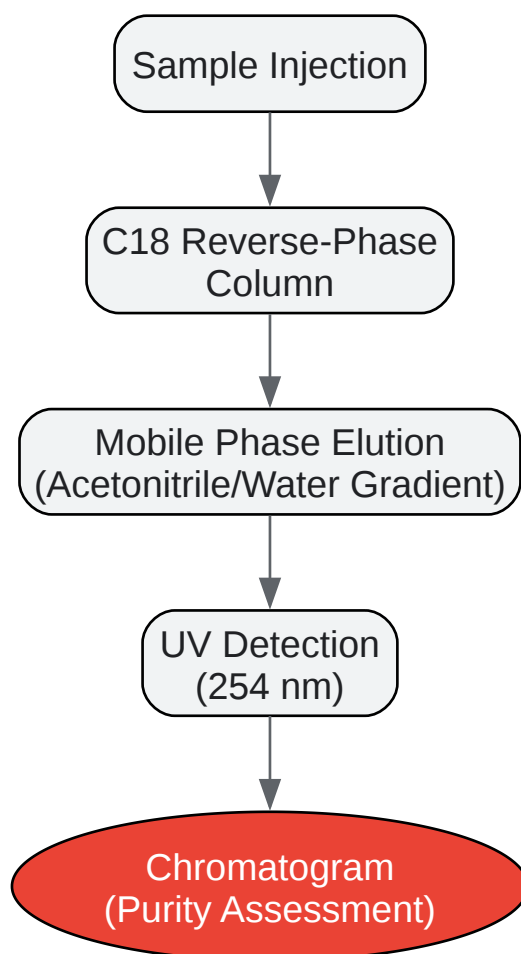 Sample Injection
C18 Reverse-Phase
Column
Mobile Phase Elution
(Acetonitrile/Water Gradient)
UV Detection
(254 nm)
Chromatogram
(Purity Assessment)